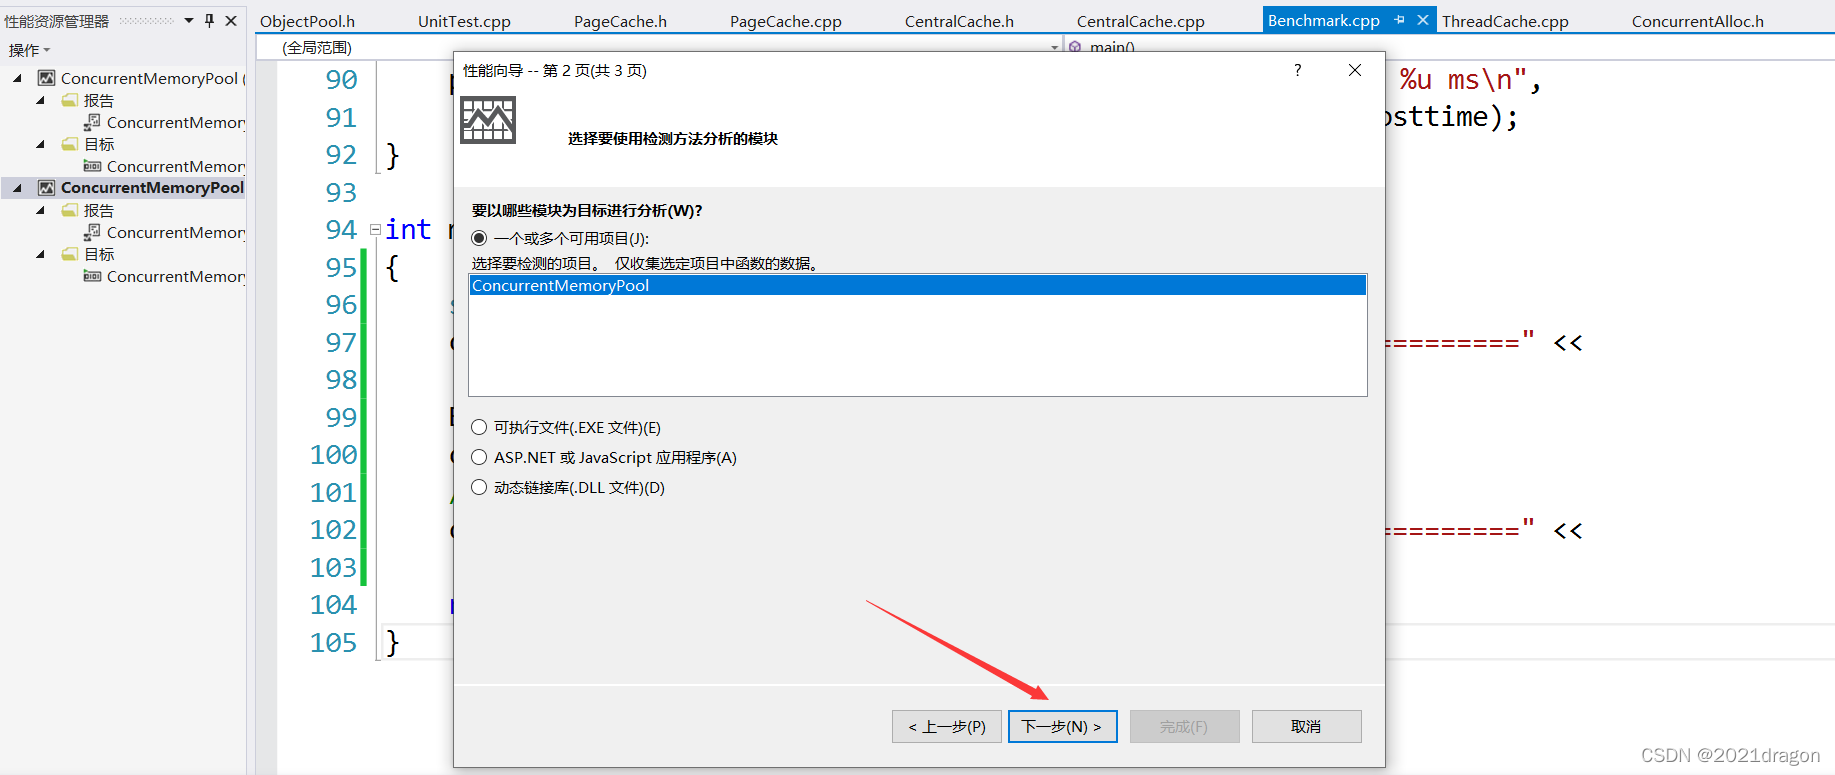 性能资源管理器
操作
ConcurrentMemoryPool (
报告
ConcurrentMemory
目标
ConcurrentMemory
ConcurrentMemoryPool
报告
ConcurrentMemory
目标
ConcurrentMemory
ObjectPool.h UnitTest.cpp PageCache.h PageCache.cpp CentralCache.h CentralCache.cpp Benchmark.cpp ThreadCache.cpp ConcurrentAlloc.h
(全局范围) main()
90 %u ms\n",
91 osttime);
92 }
93
94 int
95 {
96
97 =========" <<
98
99
100
101
102 =========" <<
103
104
105 }
性能向导 -- 第 2 页(共 3 页)
?
选择要使用检测方法分析的模块
要以哪些模块为目标进行分析(W)?
一个或多个可用项目(J):
选择要检测的项目。 仅收集选定项目中函数的数据。
ConcurrentMemoryPool
可执行文件(.EXE 文件)(E)
ASP.NET 或 JavaScript 应用程序(A)
动态链接库(.DLL 文件)(D)
< 上一步(P) 下一步(N) > 完成(F) 取消
CSDN @2021dragon